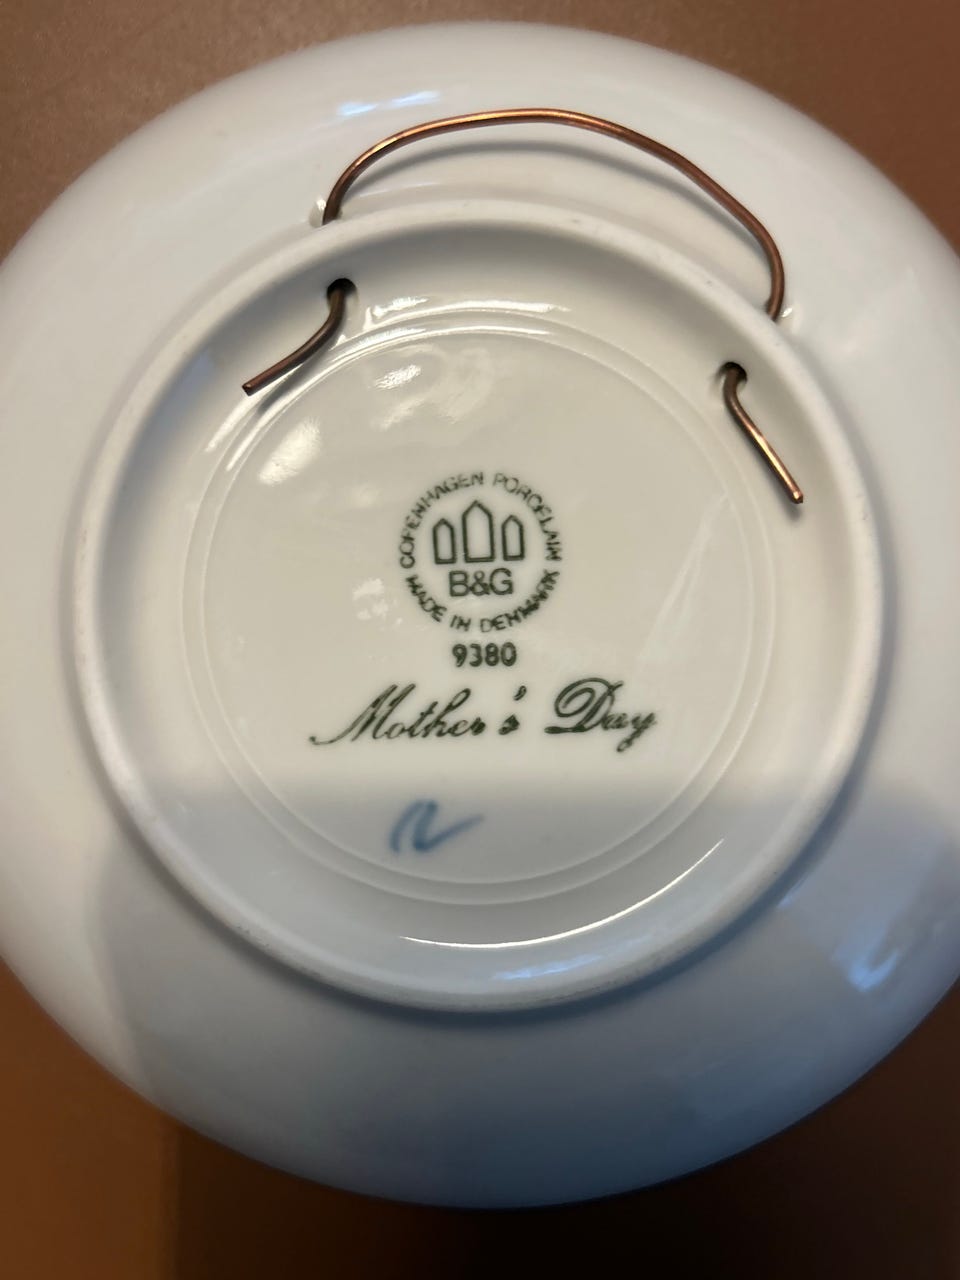 COPENHAGEN PORCELAIN
B&G
MADE IN DENMARK
9380
Mother's Day